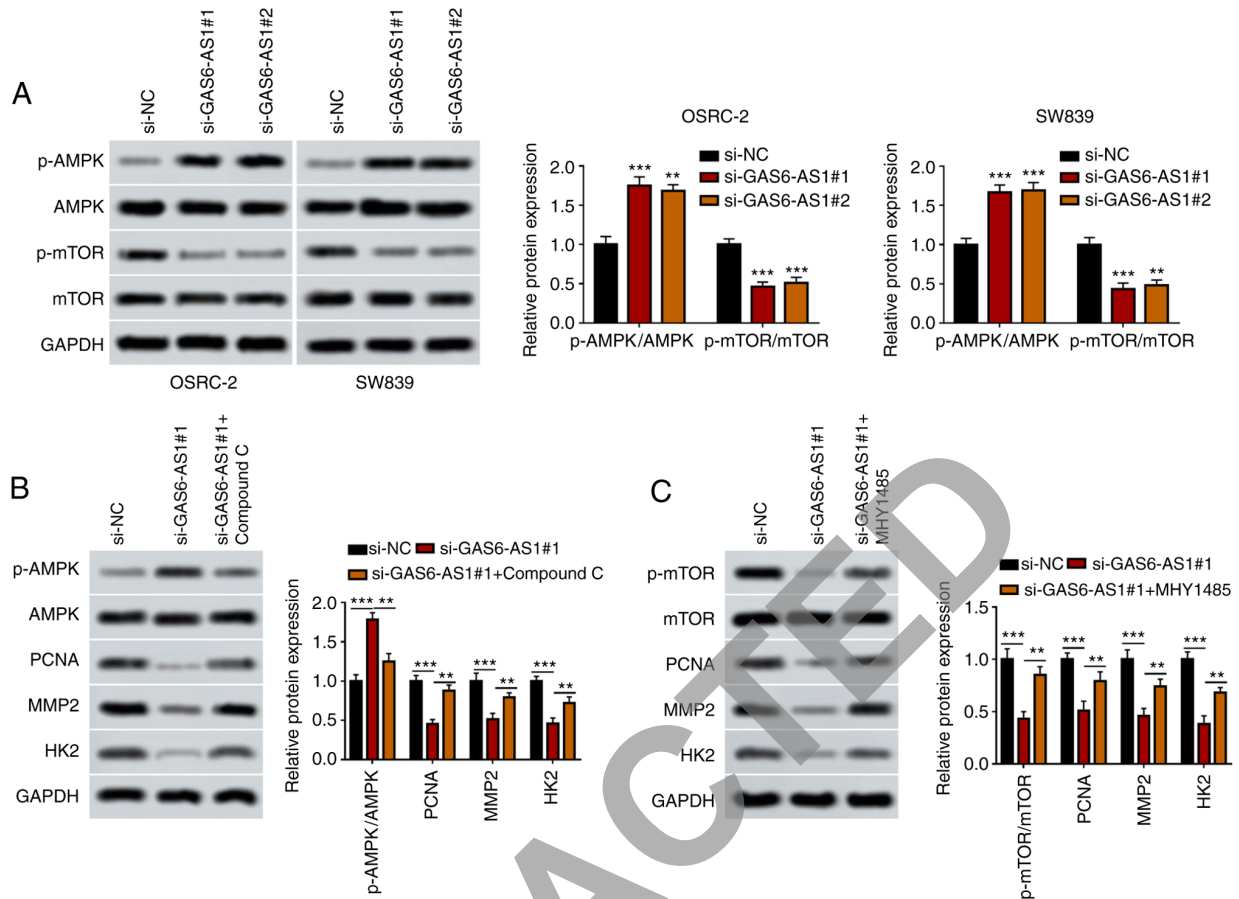 A
si-NC
si-GAS6-AS1#1
si-GAS6-AS1#2
si-NC
si-GAS6-AS1#1
si-GAS6-AS1#2
p-AMPK
AMPK
p-mTOR
mTOR
GAPDH
OSRC-2
SW839
OSRC-2
Relative protein expression
2.0
1.5
1.0
0.5
0.0
si-NC
si-GAS6-AS1#1
si-GAS6-AS1#2
*** **
*** ***
p-AMPK/AMPK p-mTOR/mTOR
SW839
Relative protein expression
2.0
1.5
1.0
0.5
0.0
si-NC
si-GAS6-AS1#1
si-GAS6-AS1#2
*** ***
*** **
p-AMPK/AMPK p-mTOR/mTOR
B
si-NC
si-GAS6-AS1#1
si-GAS6-AS1#1+
Compound C
p-AMPK
AMPK
PCNA
MMP2
HK2
GAPDH
si-NC si-GAS6-AS1#1
si-GAS6-AS1#1+Compound C
Relative protein expression
2.0
1.5
1.0
0.5
0.0
*** **
*** **
*** **
*** **
p-AMPK/AMPK
PCNA
MMP2
HK2
C
si-NC
si-GAS6-AS1#1
si-GAS6-AS1#1+
MHY1485
p-mTOR
mTOR
PCNA
MMP2
HK2
GAPDH
si-NC si-GAS6-AS1#1
si-GAS6-AS1#1+MHY1485
Relative protein expression
1.5
1.0
0.5
0.0
*** **
*** **
*** **
*** **
p-mTOR/mTOR
PCNA
MMP2
HK2
ACTED